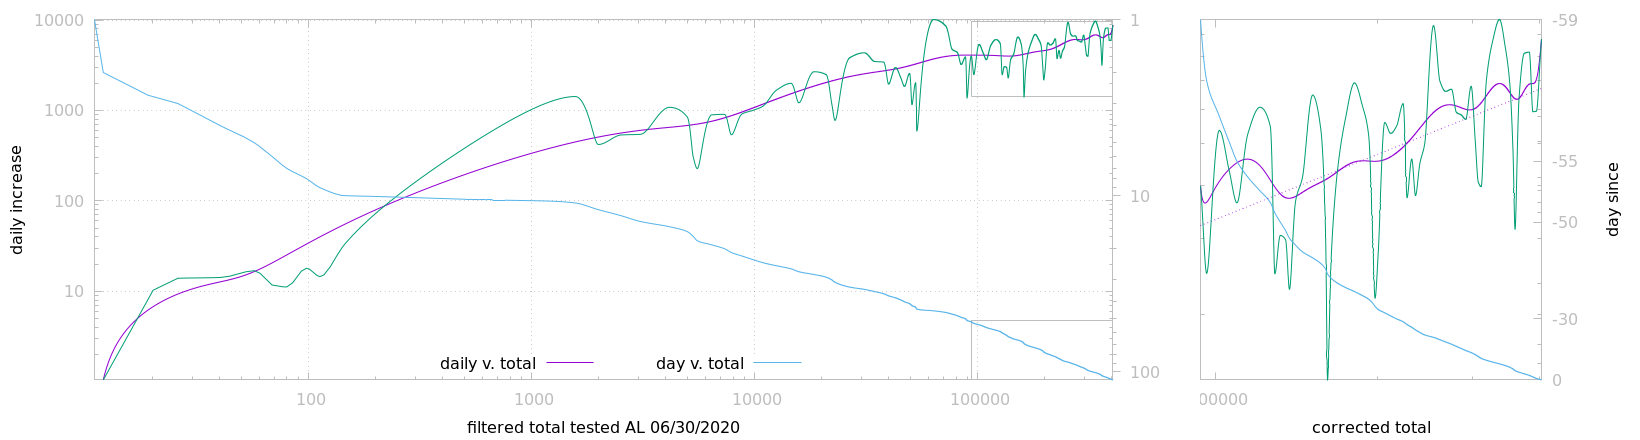 10000
1000
100
10
daily increase
daily v. total
day v. total
100
1000
10000
100000
filtered total tested AL 06/30/2020
1
10
100
-59
-55
-50
-30
0
day since
00000
corrected total